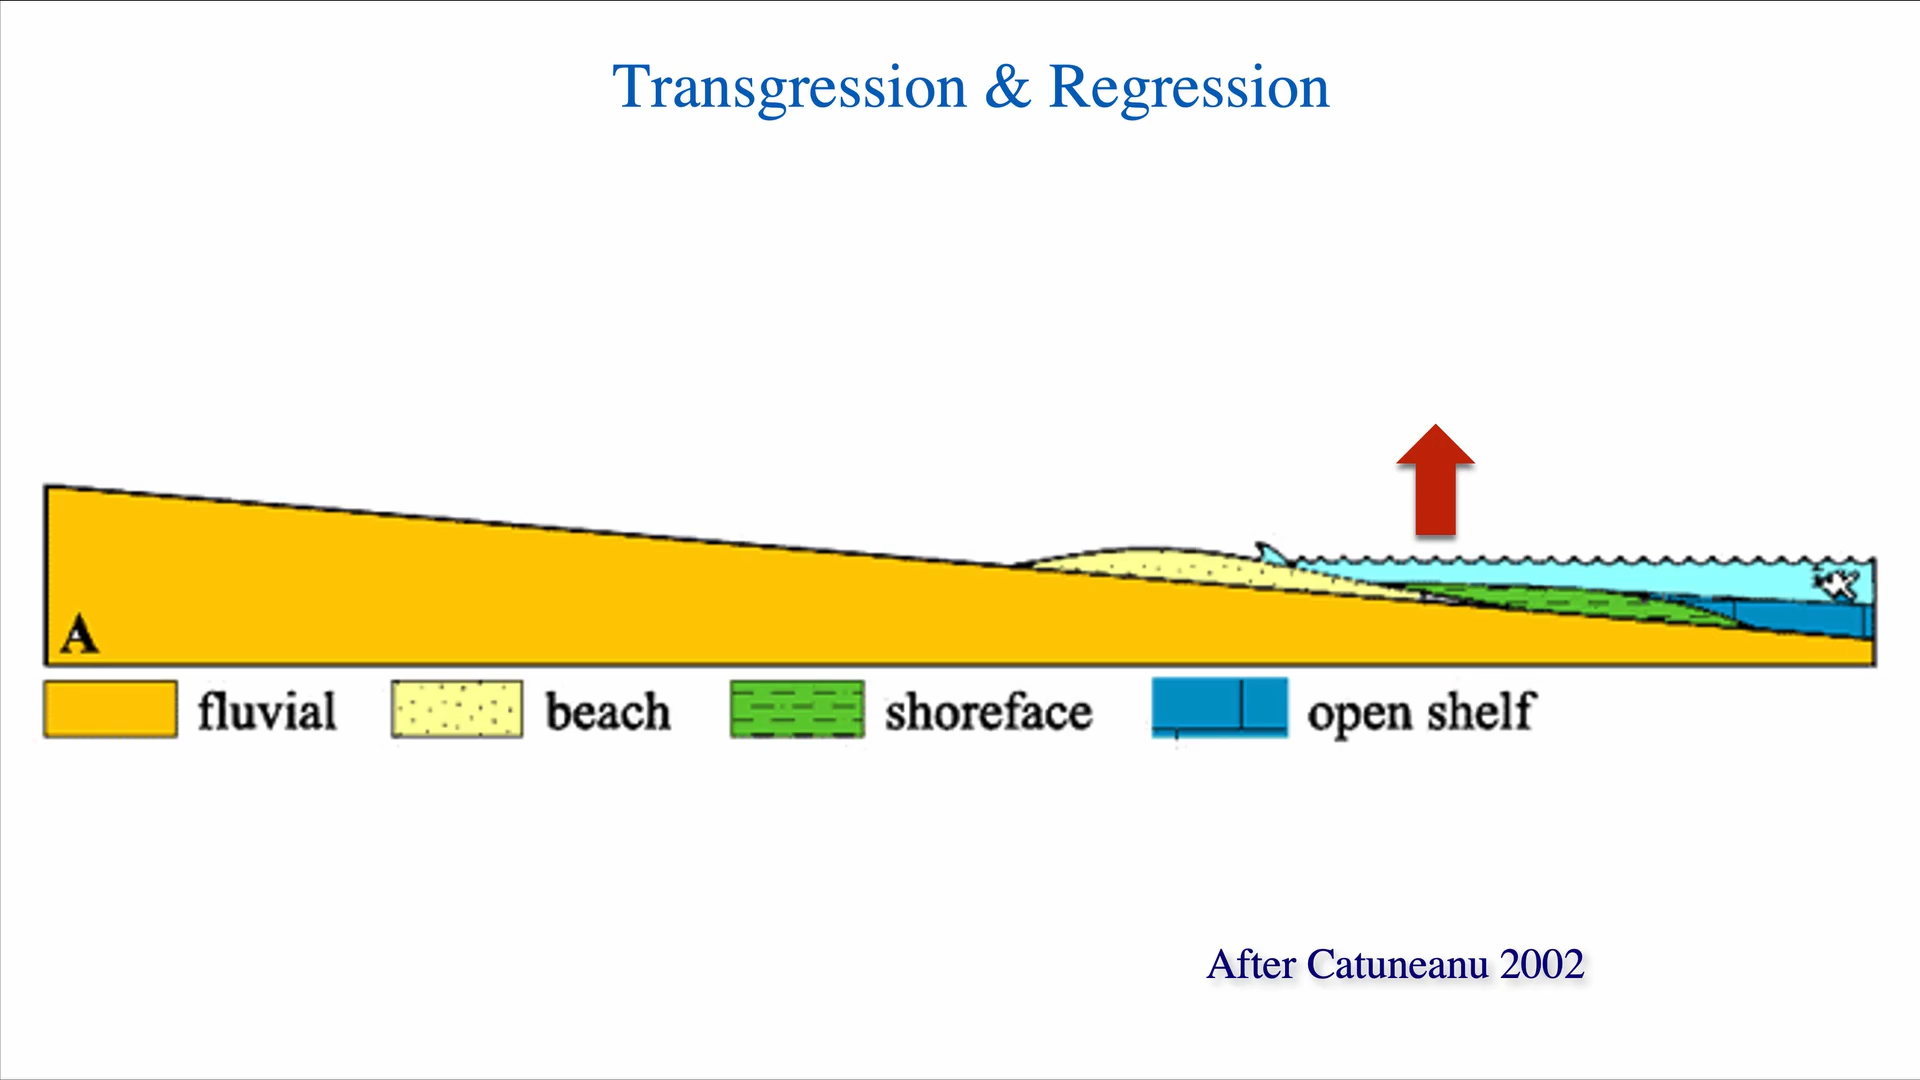 Transgression & Regression
A
fluvial beach shoreface open shelf
After Catuneanu 2002